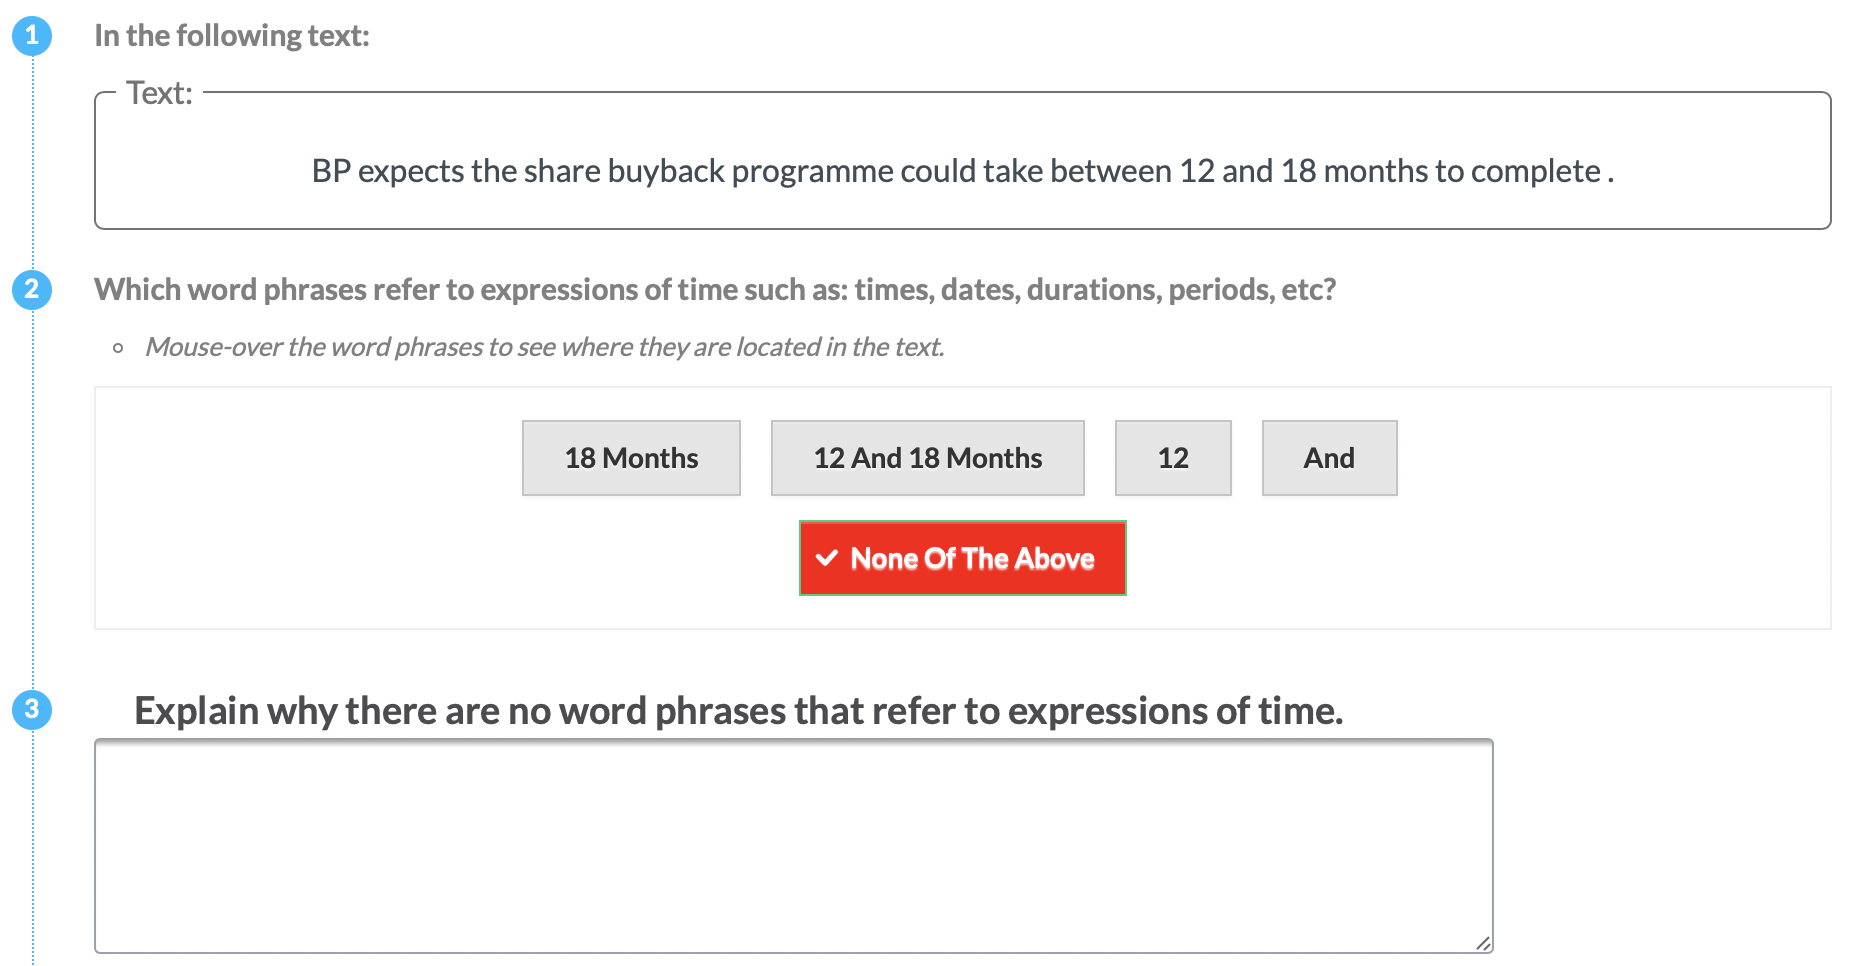 1
In the following text:
Text:
BP expects the share buyback programme could take between 12 and 18 months to complete .
2
Which word phrases refer to expressions of time such as: times, dates, durations, periods, etc?
Mouse-over the word phrases to see where they are located in the text.
18 Months 12 And 18 Months 12 And
None Of The Above
3
Explain why there are no word phrases that refer to expressions of time.